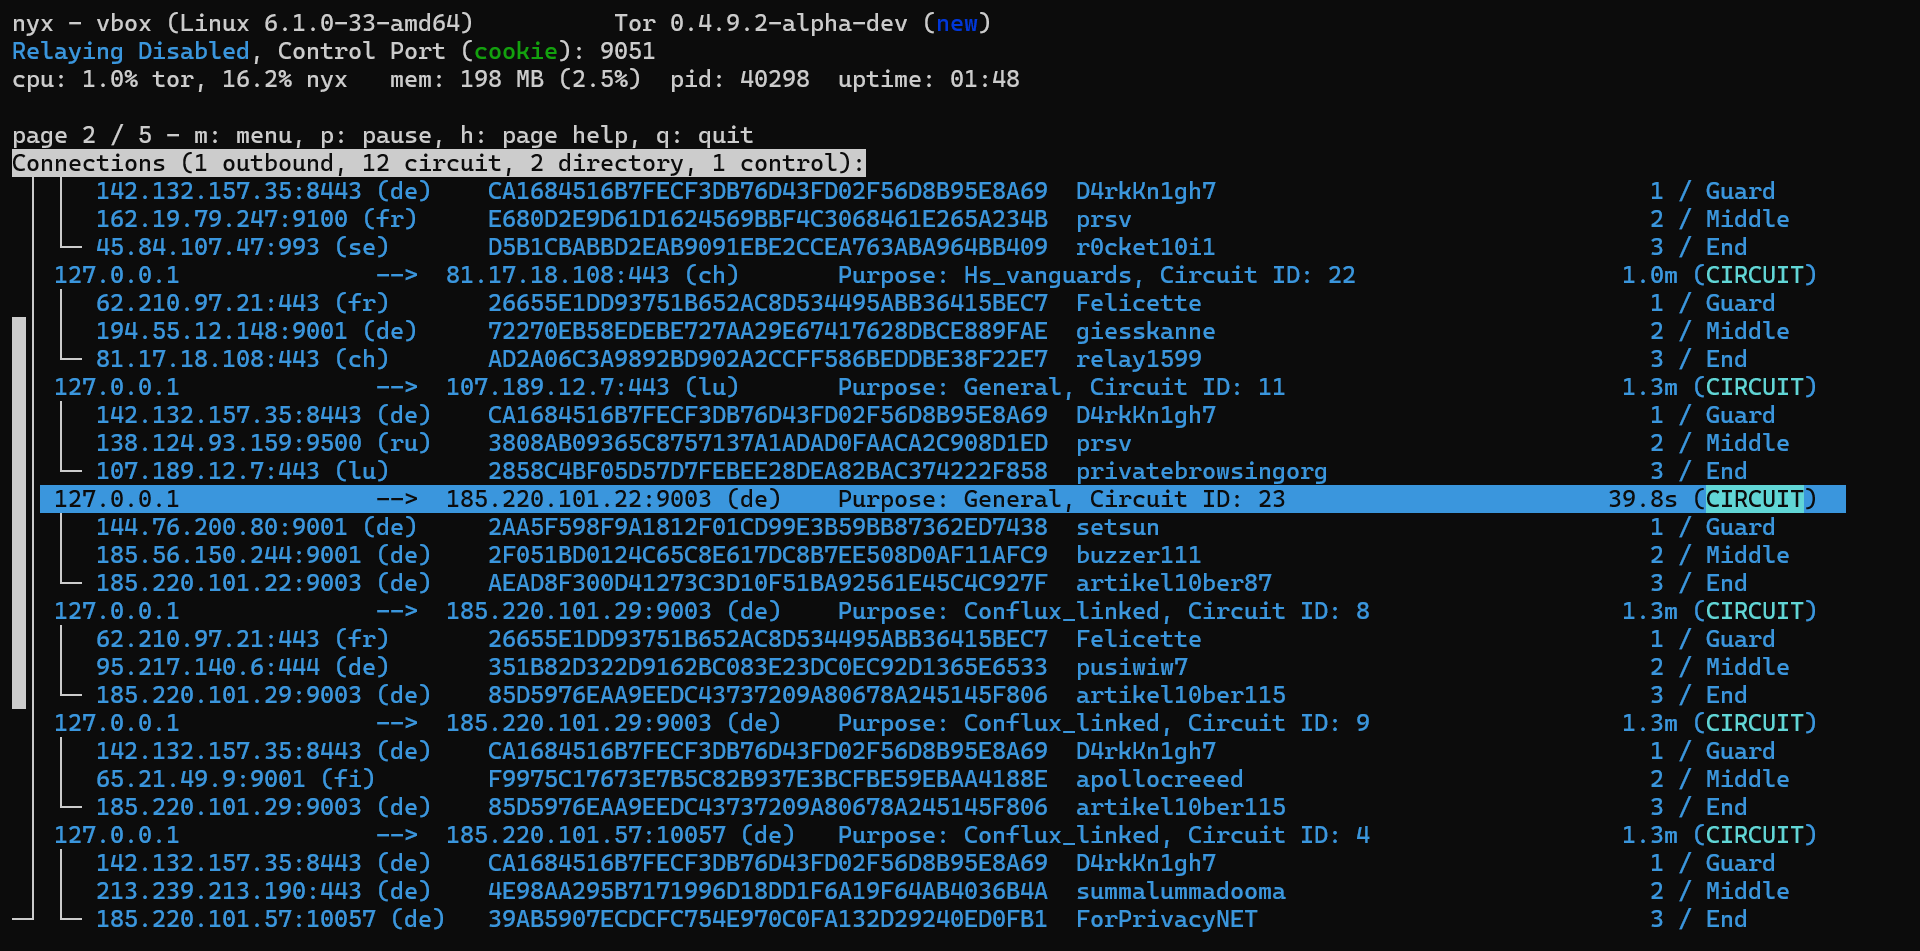 nyx - vbox (Linux 6.1.0-33-amd64)          Tor 0.4.9.2-alpha-dev (new)
Relaying Disabled, Control Port (cookie): 9051
cpu: 1.0% tor, 16.2% nyx   mem: 198 MB (2.5%)  pid: 40298  uptime: 01:48
page 2 / 5 - m: menu, p: pause, h: page help, q: quit
Connections (1 outbound, 12 circuit, 2 directory, 1 control):
142.132.157.35:8443 (de)    CA1684516B7FECF3DB76D43FD02F56D8B95E8A69  D4rkKn1gh7    1 / Guard
162.19.79.247:9100 (fr)     E680D2E9D61D1624569BBF4C3068461E265A234B  prsv    2 / Middle
45.84.107.47:993 (se)       D5B1CBABBD2EAB9091EBE2CCEA763ABA964BB409  r0cket10i1    3 / End
127.0.0.1              -->  81.17.18.108:443 (ch)       Purpose: Hs_vanguards, Circuit ID: 22    1.0m (CIRCUIT)
62.210.97.21:443 (fr)       26655E1DD93751B652AC8D534495ABB36415BEC7  Felicette    1 / Guard
194.55.12.148:9001 (de)     72270EB58EDEBE727AA29E67417628DBCE889FAE  giesskanne    2 / Middle
81.17.18.108:443 (ch)       AD2A06C3A9892BD902A2CCFF586BEDDBE38F22E7  relay1599    3 / End
127.0.0.1              -->  107.189.12.7:443 (lu)       Purpose: General, Circuit ID: 11    1.3m (CIRCUIT)
142.132.157.35:8443 (de)    CA1684516B7FECF3DB76D43FD02F56D8B95E8A69  D4rkKn1gh7    1 / Guard
138.124.93.159:9500 (ru)    3808AB09365C8757137A1ADAD0FAACA2C908D1ED  prsv    2 / Middle
107.189.12.7:443 (lu)       2858C4BF05D57D7FEBEE28DEA82BAC374222F858  privatebrowsingorg    3 / End
127.0.0.1              -->  185.220.101.22:9003 (de)    Purpose: General, Circuit ID: 23    39.8s (CIRCUIT)
144.76.200.80:9001 (de)     2AA5F598F9A1812F01CD99E3B59BB87362ED7438  setsun    1 / Guard
185.56.150.244:9001 (de)    2F051BD0124C65C8E617DC8B7EE508D0AF11AFC9  buzzer111    2 / Middle
185.220.101.22:9003 (de)    AEAD8F300D41273C3D10F51BA92561E45C4C927F  artikel10ber87    3 / End
127.0.0.1              -->  185.220.101.29:9003 (de)    Purpose: Conflux_linked, Circuit ID: 8    1.3m (CIRCUIT)
62.210.97.21:443 (fr)       26655E1DD93751B652AC8D534495ABB36415BEC7  Felicette    1 / Guard
95.217.140.6:444 (de)       351B82D322D9162BC083E23DC0EC92D1365E6533  pusiwiw7    2 / Middle
185.220.101.29:9003 (de)    85D5976EAA9EEDC43737209A80678A245145F806  artikel10ber115    3 / End
127.0.0.1              -->  185.220.101.29:9003 (de)    Purpose: Conflux_linked, Circuit ID: 9    1.3m (CIRCUIT)
142.132.157.35:8443 (de)    CA1684516B7FECF3DB76D43FD02F56D8B95E8A69  D4rkKn1gh7    1 / Guard
65.21.49.9:9001 (fi)        F9975C17673E7B5C82B937E3BCFBE59EBAA4188E  apollocreeed    2 / Middle
185.220.101.29:9003 (de)    85D5976EAA9EEDC43737209A80678A245145F806  artikel10ber115    3 / End
127.0.0.1              -->  185.220.101.57:10057 (de)   Purpose: Conflux_linked, Circuit ID: 4    1.3m (CIRCUIT)
142.132.157.35:8443 (de)    CA1684516B7FECF3DB76D43FD02F56D8B95E8A69  D4rkKn1gh7    1 / Guard
213.239.213.190:443 (de)    4E98AA295B7171996D18DD1F6A19F64AB4036B4A  summalummadooma    2 / Middle
185.220.101.57:10057 (de)   39AB5907ECDCFC754E970C0FA132D29240ED0FB1  ForPrivacyNET    3 / End